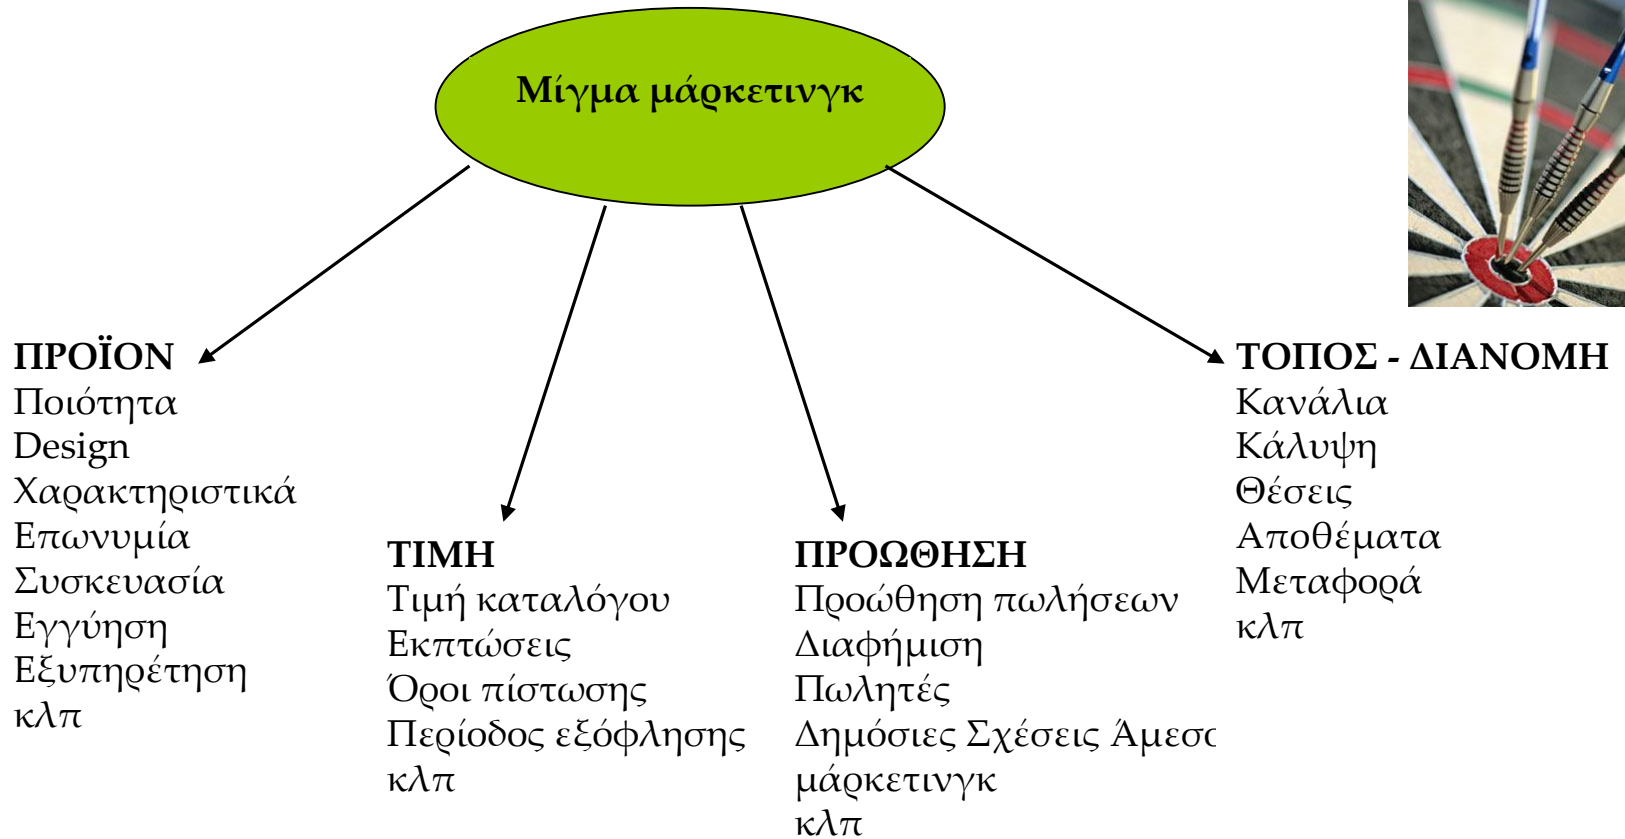 Μίγμα μάρκετινγκ
ΠΡΟΪΟΝ
Ποιότητα
Design
Χαρακτηριστικά
Επωνυμία
Συσκευασία
Εγγύηση
Εξυπηρέτηση
κλπ
ΤΙΜΗ
Τιμή καταλόγου
Εκπτώσεις
Όροι πίστωσης
Περίοδος εξόφλησης
κλπ
ΠΡΟΩΘΗΣΗ
Προώθηση πωλήσεων
Διαφήμιση
Πωλητές
Δημόσιες Σχέσεις
μάρκετινγκ
κλπ
ΤΟΠΟΣ - ΔΙΑΝΟΜΗ
Κανάλια
Κάλυψη
Θέσεις
Αποθέματα
Μεταφορά
κλπ